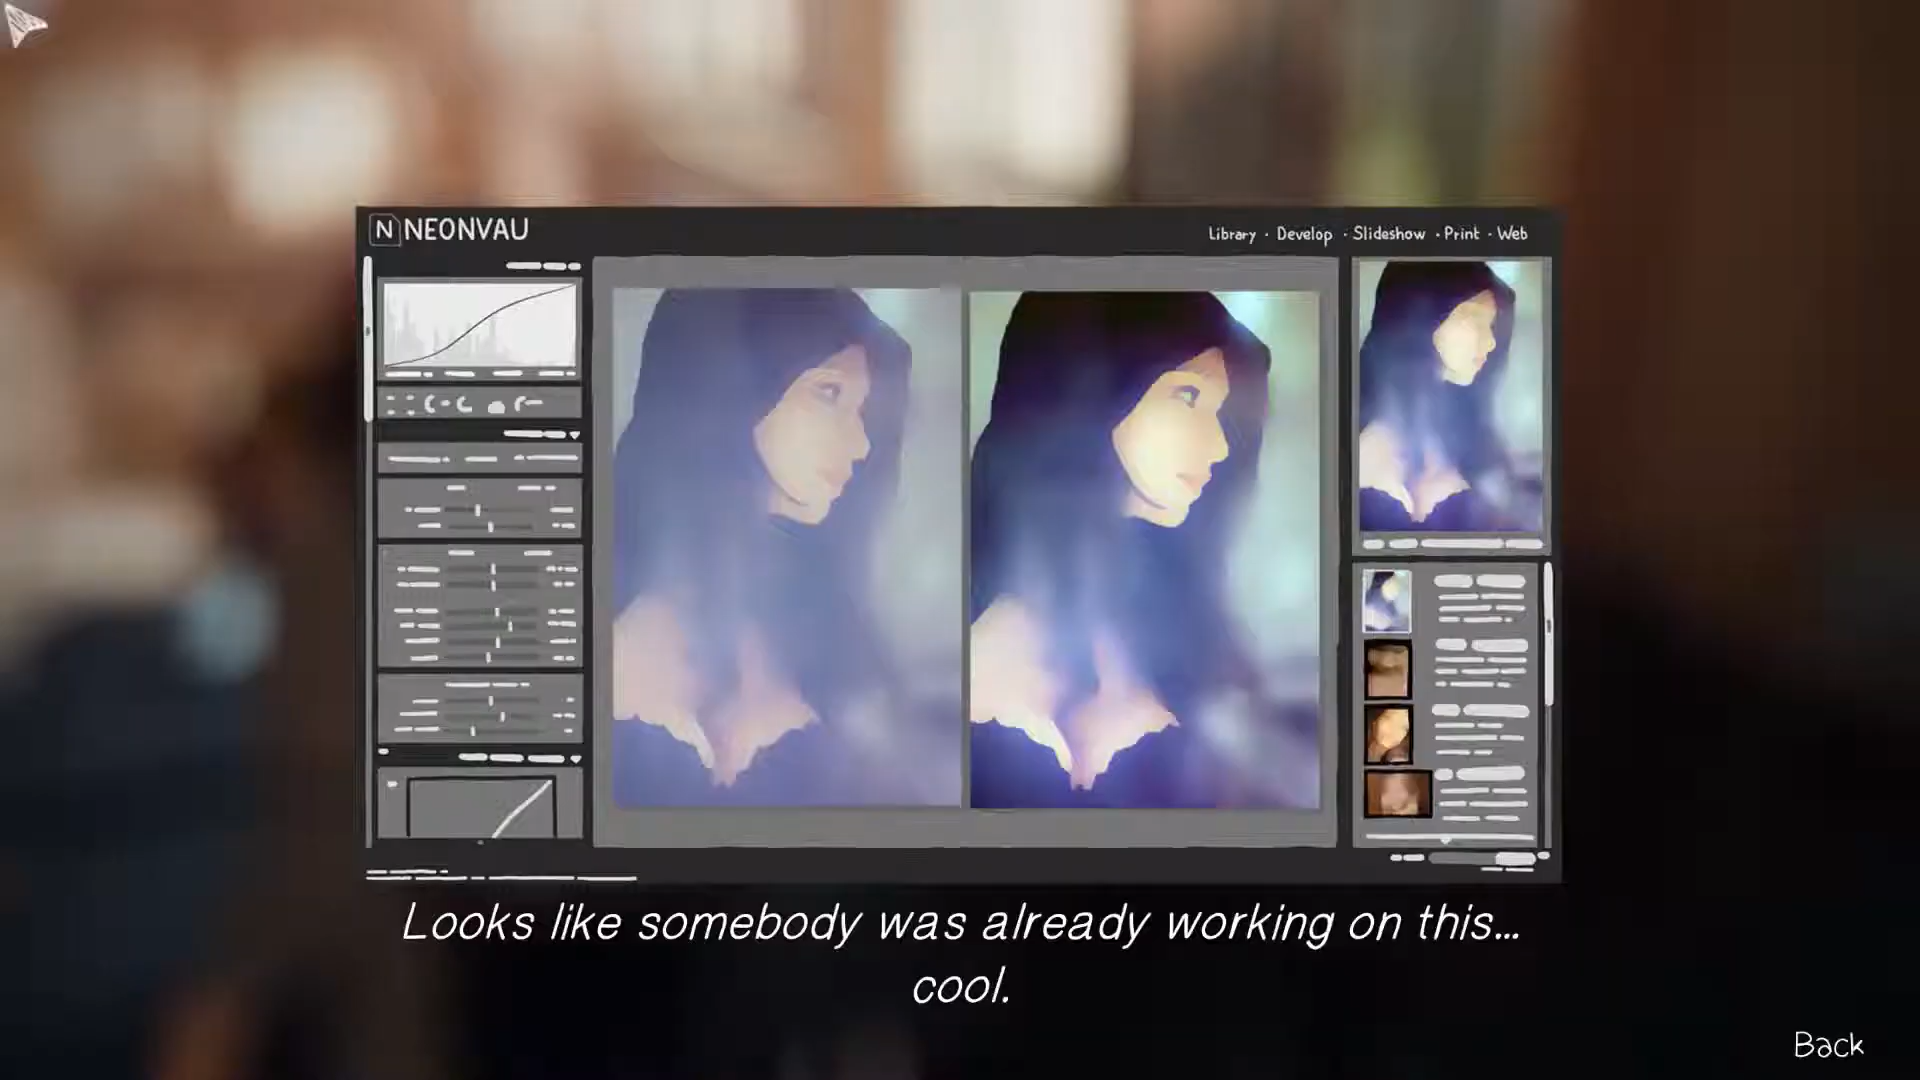 N NEONVAU
Library · Develop · Slideshow · Print · Web
Looks like somebody was already working on this...
cool.
Back